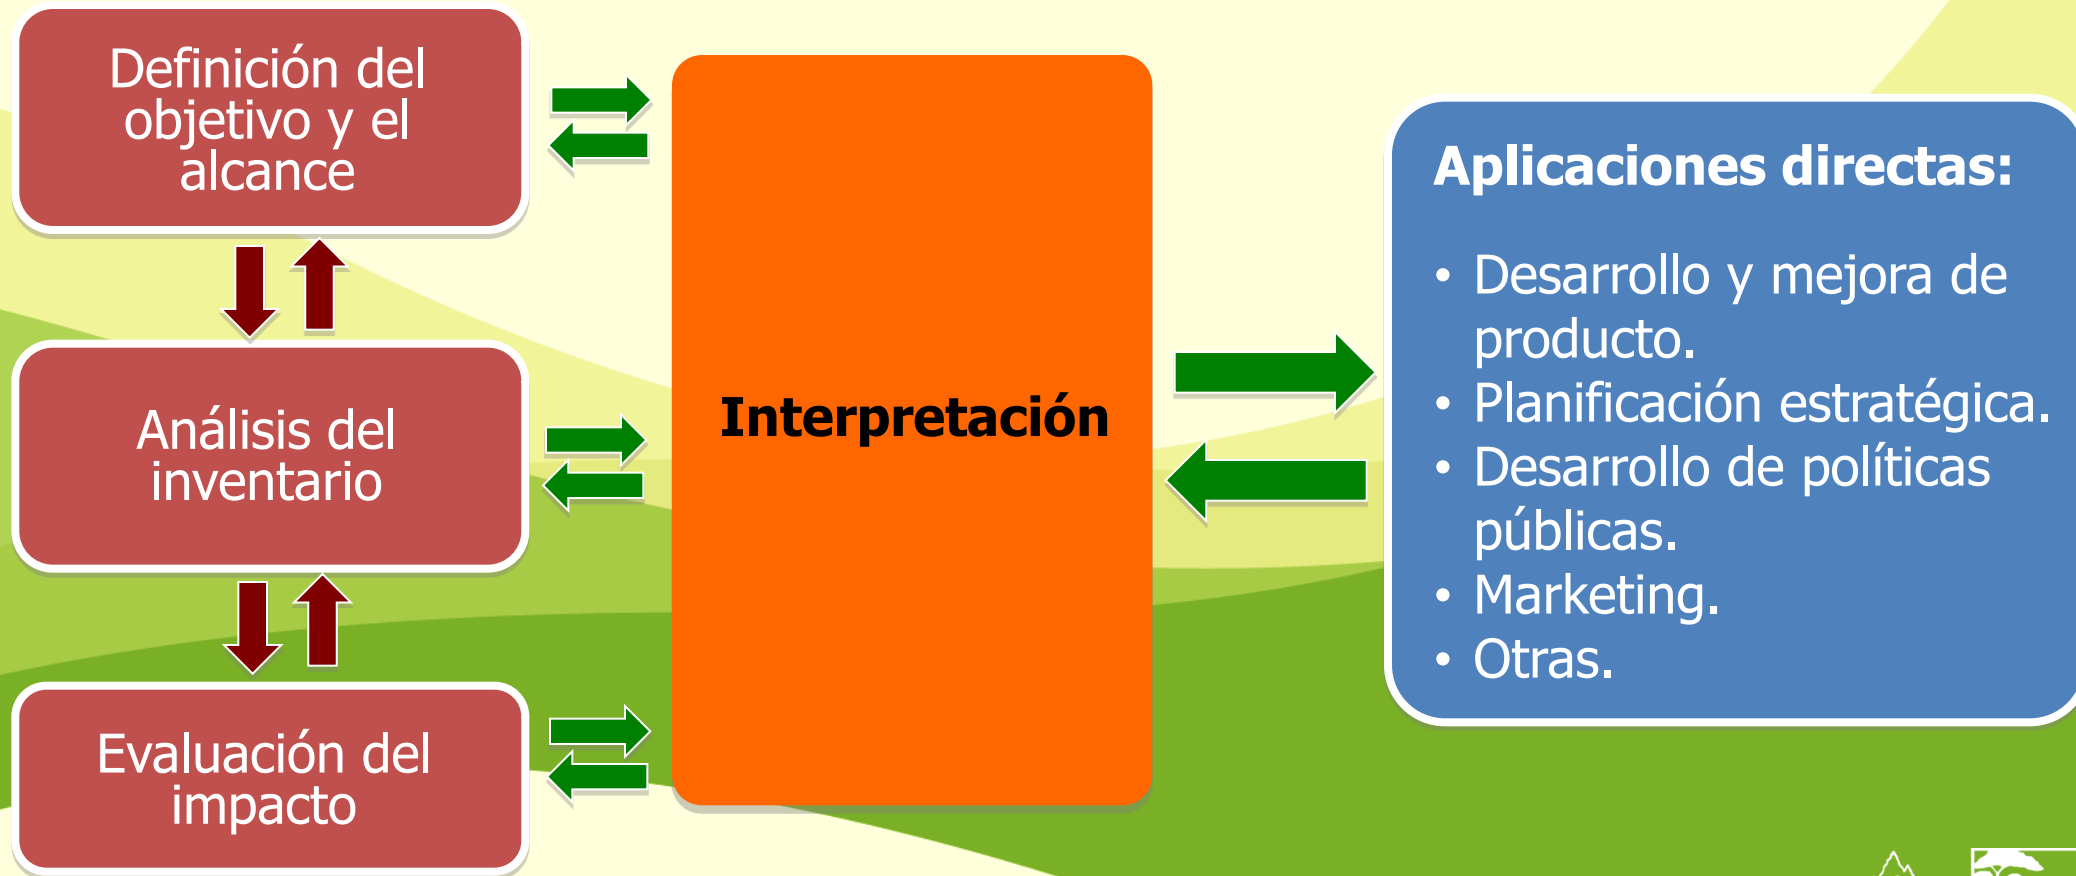 Definición del
objetivo y el
alcance
Análisis del
inventario
Evaluación del
impacto
Interpretación
Aplicaciones directas:
• Desarrollo y mejora de
producto.
• Planificación estratégica.
• Desarrollo de políticas
públicas.
• Marketing.
• Otras.